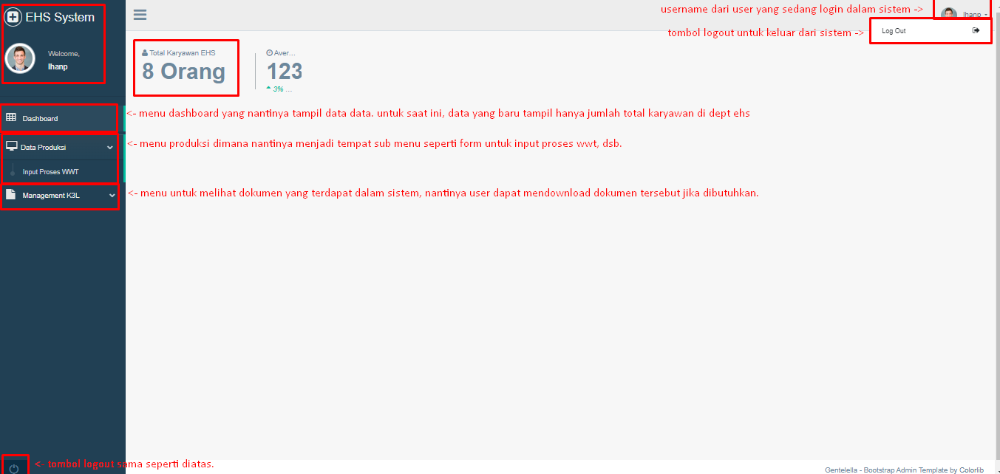 EHS System
Welcome,
Ihanp
Dashboard
Data Produksi
Input Proses WWT
Management K3L
username dari user yang sedang login dalam sistem ->
Ihanp
tombol logout untuk keluar dari sistem ->
Log Out
Total Karyawan EHS
8 Orang
Aver...
123
3% ...
<- menu dashboard yang nantinya tampil data data. untuk saat ini, data yang baru tampil hanya jumlah total karyawan di dept ehs
<- menu produksi dimana nantinya menjadi tempat sub menu seperti form untuk input proses wwt, dsb.
<- menu untuk melihat dokumen yang terdapat dalam sistem, nantinya user dapat mendownload dokumen tersebut jika dibutuhkan.
<- tombol logout sama seperti diatas.
Gentelella - Bootstrap Admin Template by Colorlib